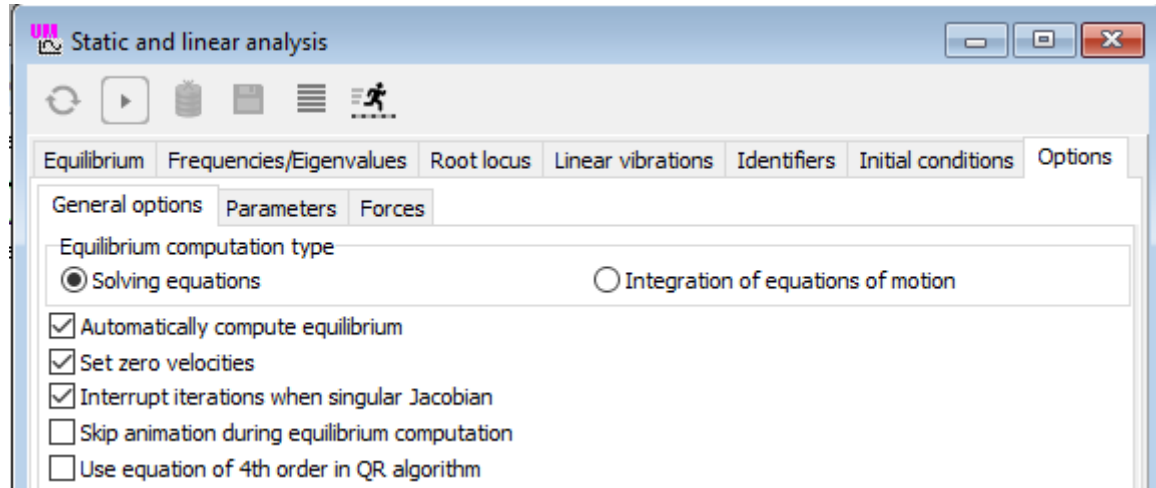 UM Static and linear analysis
Equilibrium Frequencies/Eigenvalues Root locus Linear vibrations Identifiers Initial conditions Options
General options Parameters Forces
Equilibrium computation type
Solving equations Integration of equations of motion
Automatically compute equilibrium
Set zero velocities
Interrupt iterations when singular Jacobian
Skip animation during equilibrium computation
Use equation of 4th order in QR algorithm